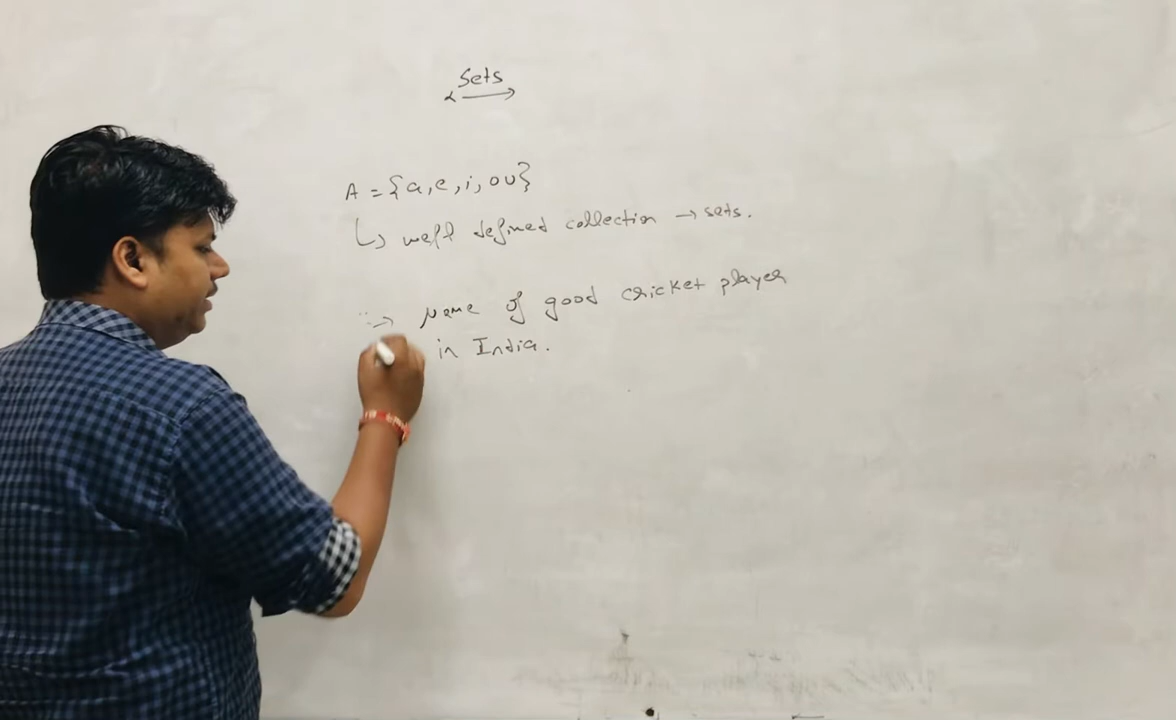 Sets
A = {a, e, i, o u}
↳ well defined collection → sets.
∵→ Name of good cricket player
in India.